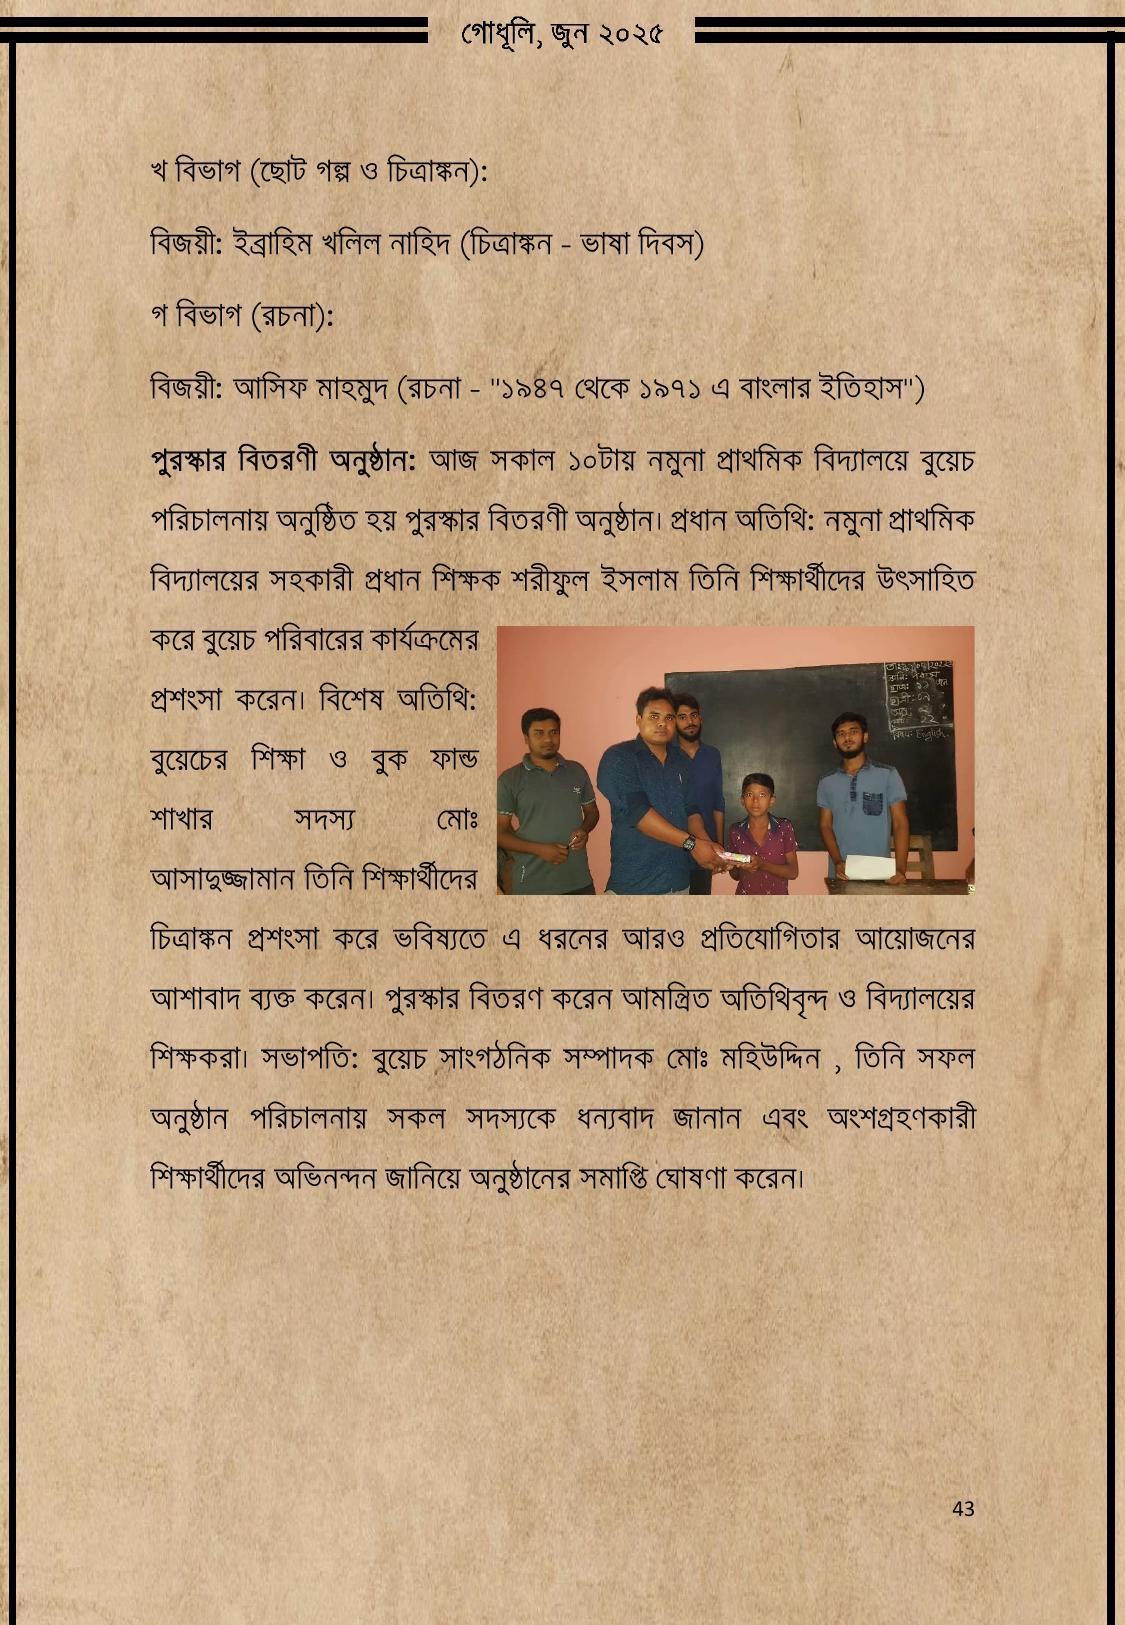 গোধূলি, জুন ২০২৫
খ বিভাগ (ছোট গল্প ও চিত্রাঙ্কন):
বিজয়ী: ইব্রাহিম খলিল নাহিদ (চিত্রাঙ্কন - ভাষা দিবস)
গ বিভাগ (রচনা):
বিজয়ী: আসিফ মাহমুদ (রচনা - "১৯৪৭ থেকে ১৯৭১ এ বাংলার ইতিহাস")
পুরস্কার বিতরণী অনুষ্ঠান: আজ সকাল ১০টায় নমুনা প্রাথমিক বিদ্যালয়ে বুয়েচ
পরিচালনায় অনুষ্ঠিত হয় পুরস্কার বিতরণী অনুষ্ঠান। প্রধান অতিথি: নমুনা প্রাথমিক
বিদ্যালয়ের সহকারী প্রধান শিক্ষক শরীফুল ইসলাম তিনি শিক্ষার্থীদের উৎসাহিত
করে বুয়েচ পরিবারের কার্যক্রমের
প্রশংসা করেন। বিশেষ অতিথি:
বুয়েচের শিক্ষা ও বুক ফান্ড
শাখার সদস্য মোঃ
আসাদুজ্জামান তিনি শিক্ষার্থীদের
চিত্রাঙ্কন প্রশংসা করে ভবিষ্যতে এ ধরনের আরও প্রতিযোগিতার আয়োজনের
আশাবাদ ব্যক্ত করেন। পুরস্কার বিতরণ করেন আমন্ত্রিত অতিথিবৃন্দ ও বিদ্যালয়ের
শিক্ষকরা। সভাপতি: বুয়েচ সাংগঠনিক সম্পাদক মোঃ মহিউদ্দিন , তিনি সফল
অনুষ্ঠান পরিচালনায় সকল সদস্যকে ধন্যবাদ জানান এবং অংশগ্রহণকারী
শিক্ষার্থীদের অভিনন্দন জানিয়ে অনুষ্ঠানের সমাপ্তি ঘোষণা করেন।
English
43